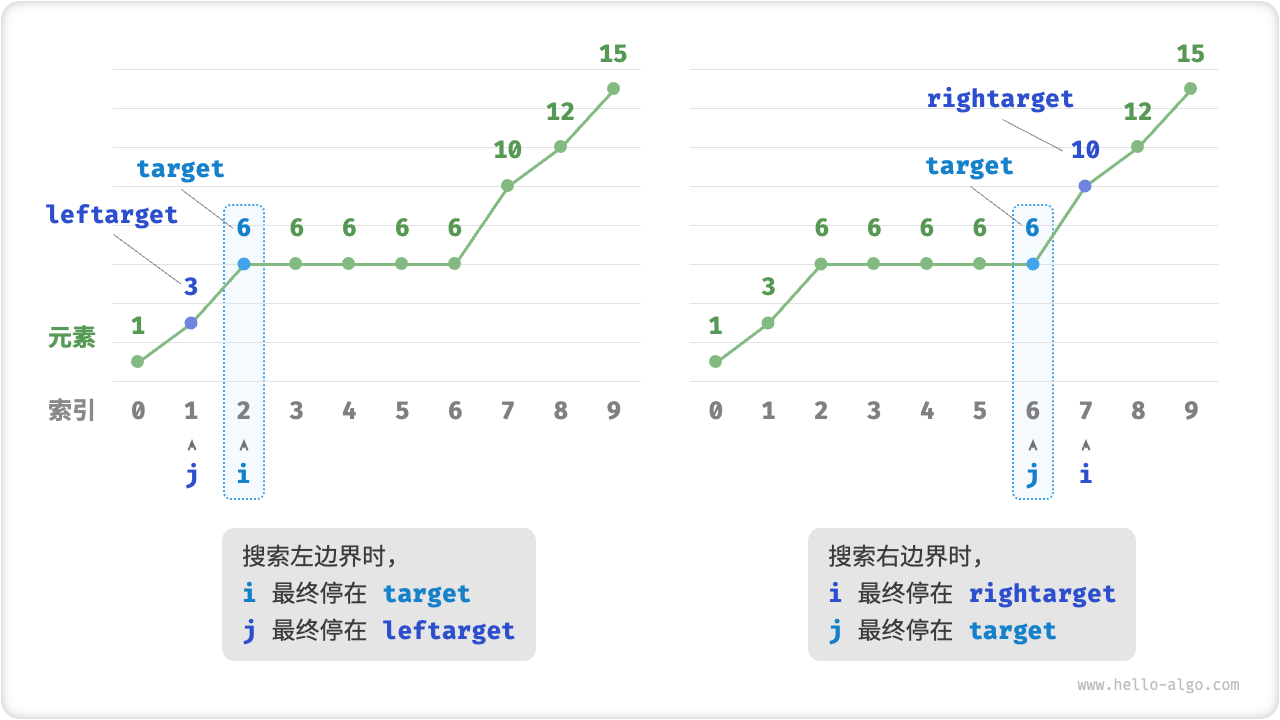 15
12
10
target
leftarget
6 6 6 6 6
3
1
元素
索引 0 1 2 3 4 5 6 7 8 9
j i
搜索左边界时，
i 最终停在 target
j 最终停在 leftarget
15
rightarget
12
10
target
6 6 6 6 6
3
1
0 1 2 3 4 5 6 7 8 9
j i
搜索右边界时，
i 最终停在 rightarget
j 最终停在 target
www.hello-algo.com